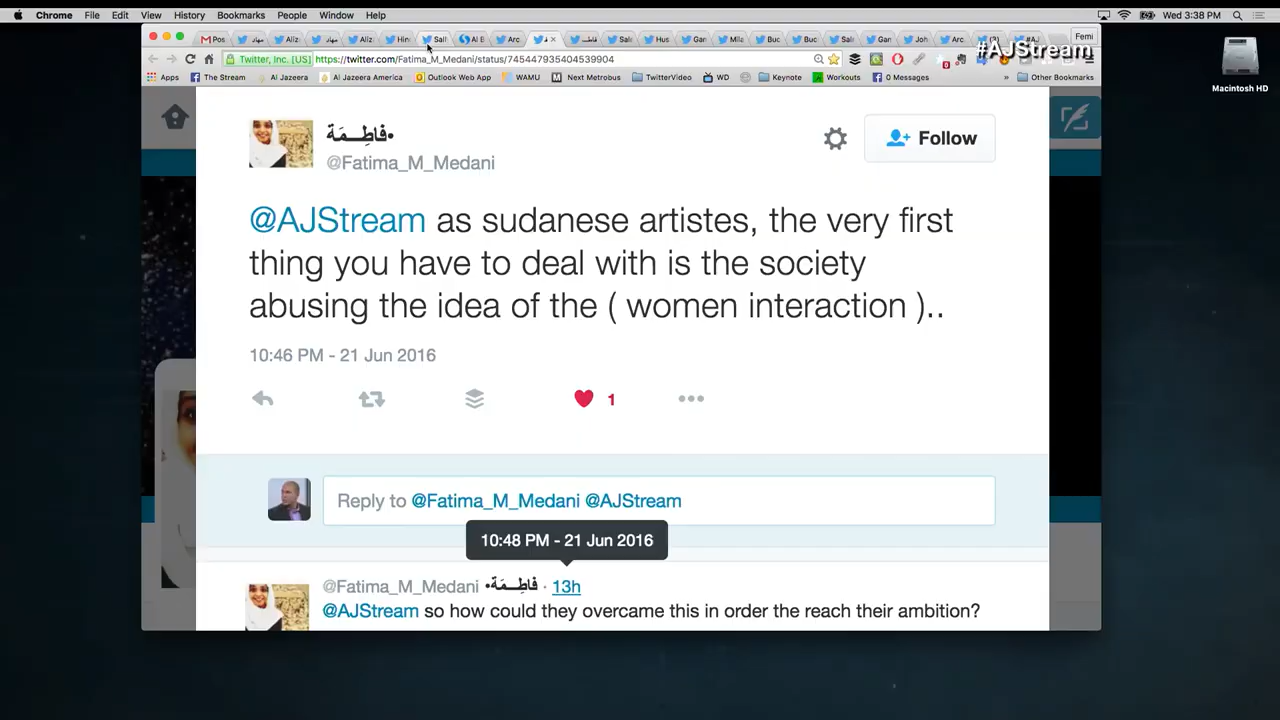 Chrome File Edit View History Bookmarks People Window Help Wed 3:38 PM
Femi
#AJStream
Twitter, Inc. [US] https://twitter.com/Fatima_M_Medani/status/745447935404539904
Apps The Stream Al Jazeera Al Jazeera America Outlook Web App WAMU Next Metrobus TwitterVideo WD Keynote Workouts 0 Messages » Other Bookmarks
Macintosh HD
•فاطِـــمَة
@Fatima_M_Medani
Follow
@AJStream as sudanese artistes, the very first
thing you have to deal with is the society
abusing the idea of the ( women interaction )..
10:46 PM - 21 Jun 2016
1
Reply to @Fatima_M_Medani @AJStream
10:48 PM - 21 Jun 2016
@Fatima_M_Medani •فاطِـــمَة · 13h
@AJStream so how could they overcame this in order the reach their ambition?